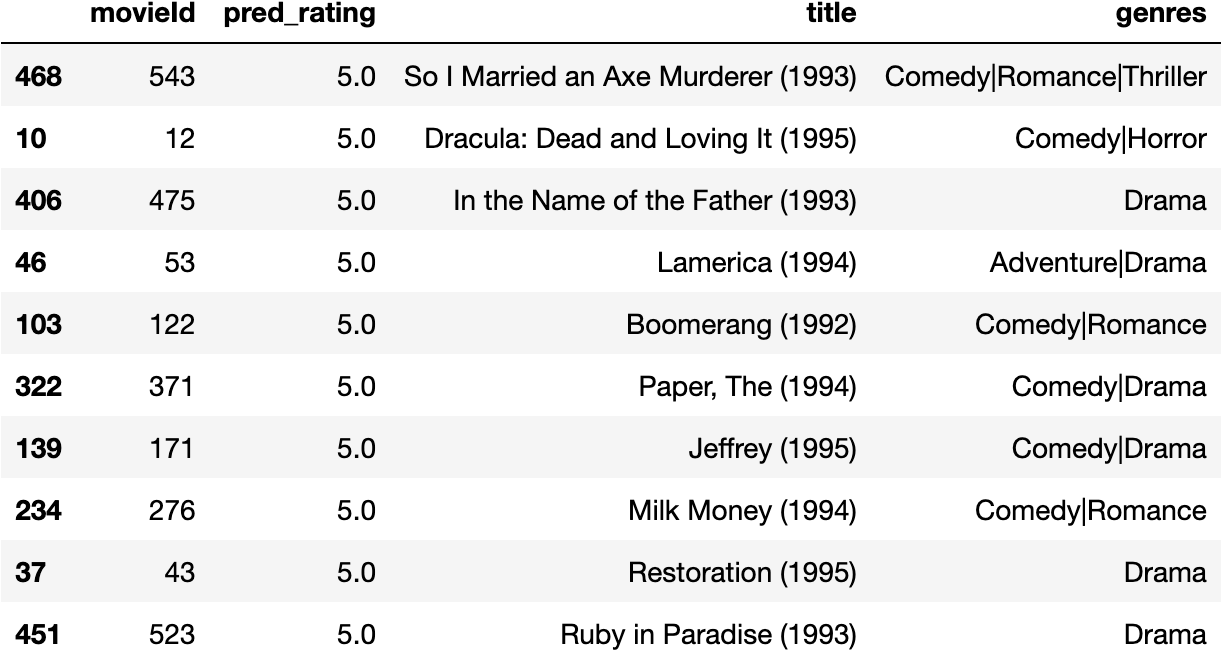 movieId pred_rating title genres
468 543 5.0 So I Married an Axe Murderer (1993) Comedy|Romance|Thriller
10 12 5.0 Dracula: Dead and Loving It (1995) Comedy|Horror
406 475 5.0 In the Name of the Father (1993) Drama
46 53 5.0 Lamerica (1994) Adventure|Drama
103 122 5.0 Boomerang (1992) Comedy|Romance
322 371 5.0 Paper, The (1994) Comedy|Drama
139 171 5.0 Jeffrey (1995) Comedy|Drama
234 276 5.0 Milk Money (1994) Comedy|Romance
37 43 5.0 Restoration (1995) Drama
451 523 5.0 Ruby in Paradise (1993) Drama